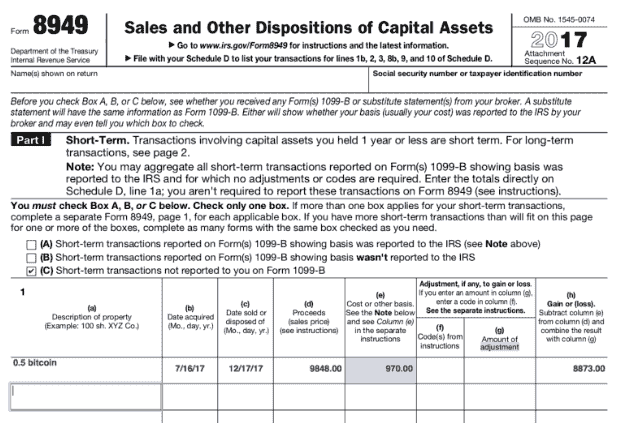 Form 8949
Department of the Treasury
Internal Revenue Service
Sales and Other Dispositions of Capital Assets
▶ Go to www.irs.gov/Form8949 for instructions and the latest information.
▶ File with your Schedule D to list your transactions for lines 1b, 2, 3, 8b, 9, and 10 of Schedule D.
OMB No. 1545-0074
2017
Attachment
Sequence No. 12A
Name(s) shown on return
Social security number or taxpayer identification number
Before you check Box A, B, or C below, see whether you received any Form(s) 1099-B or substitute statement(s) from your broker. A substitute
statement will have the same information as Form 1099-B. Either will show whether your basis (usually your cost) was reported to the IRS by your
broker and may even tell you which box to check.
Part I
Short-Term. Transactions involving capital assets you held 1 year or less are short term. For long-term
transactions, see page 2.
Note: You may aggregate all short-term transactions reported on Form(s) 1099-B showing basis was
reported to the IRS and for which no adjustments or codes are required. Enter the totals directly on
Schedule D, line 1a; you aren't required to report these transactions on Form 8949 (see instructions).
You must check Box A, B, or C below. Check only one box. If more than one box applies for your short-term transactions,
complete a separate Form 8949, page 1, for each applicable box. If you have more short-term transactions than will fit on this page
for one or more of the boxes, complete as many forms with the same box checked as you need.
(A) Short-term transactions reported on Form(s) 1099-B showing basis was reported to the IRS (see Note above)
(B) Short-term transactions reported on Form(s) 1099-B showing basis wasn't reported to the IRS
(C) Short-term transactions not reported to you on Form 1099-B
1
(a)
Description of property
(Example: 100 sh. XYZ Co.)
(b)
Date acquired
(Mo., day, yr.)
(c)
Date sold or
disposed of
(Mo., day, yr.)
(d)
Proceeds
(sales price)
(see instructions)
(e)
Cost or other basis.
See the Note below
and see Column (e)
in the separate
instructions
Adjustment, if any, to gain or loss.
If you enter an amount in column (g),
enter a code in column (f).
See the separate instructions.
(f)
Code(s) from
instructions
(g)
Amount of
adjustment
(h)
Gain or (loss).
Subtract column (e)
from column (d) and
combine the result
with column (g)
0.5 bitcoin
7/16/17
12/17/17
9848.00
970.00
8873.00